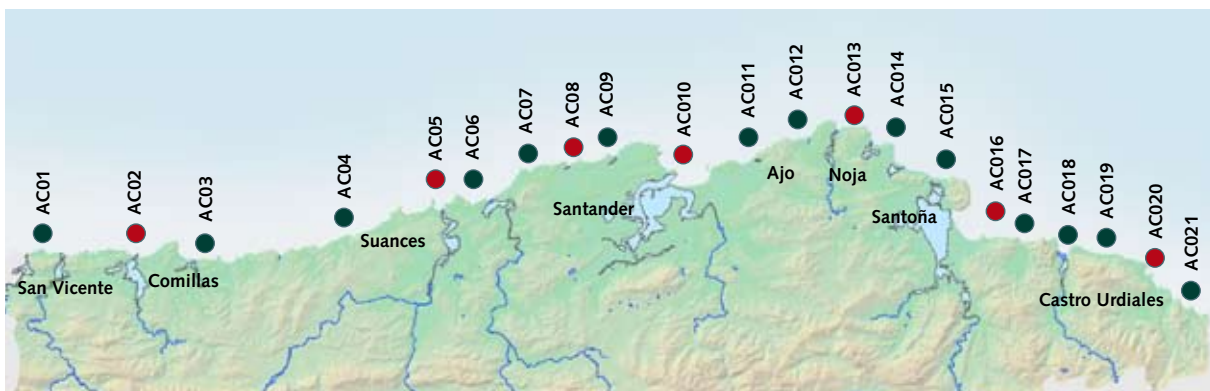 AC01
AC02
AC03
AC04
AC05
AC06
AC07
AC08
AC09
AC010
AC011
AC012
AC013
AC014
AC015
AC016
AC017
AC018
AC019
AC020
AC021
San Vicente
Comillas
Suances
Santander
Ajo
Noja
Santoña
Castro Urdiales